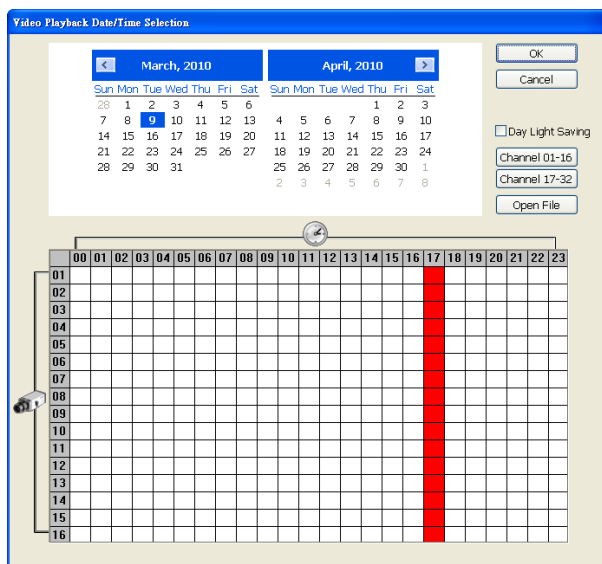 Video Playback Date/Time Selection
March, 2010
Sun Mon Tue Wed Thu Fri Sat
28 1 2 3 4 5 6
7 8 9 10 11 12 13
14 15 16 17 18 19 20
21 22 23 24 25 26 27
28 29 30 31
April, 2010
Sun Mon Tue Wed Thu Fri Sat
1 2 3
4 5 6 7 8 9 10
11 12 13 14 15 16 17
18 19 20 21 22 23 24
25 26 27 28 29 30 1
2 3 4 5 6 7 8
OK
Cancel
Day Light Saving
Channel 01-16
Channel 17-32
Open File
00 01 02 03 04 05 06 07 08 09 10 11 12 13 14 15 16 17 18 19 20 21 22 23
01
02
03
04
05
06
07
08
09
10
11
12
13
14
15
16